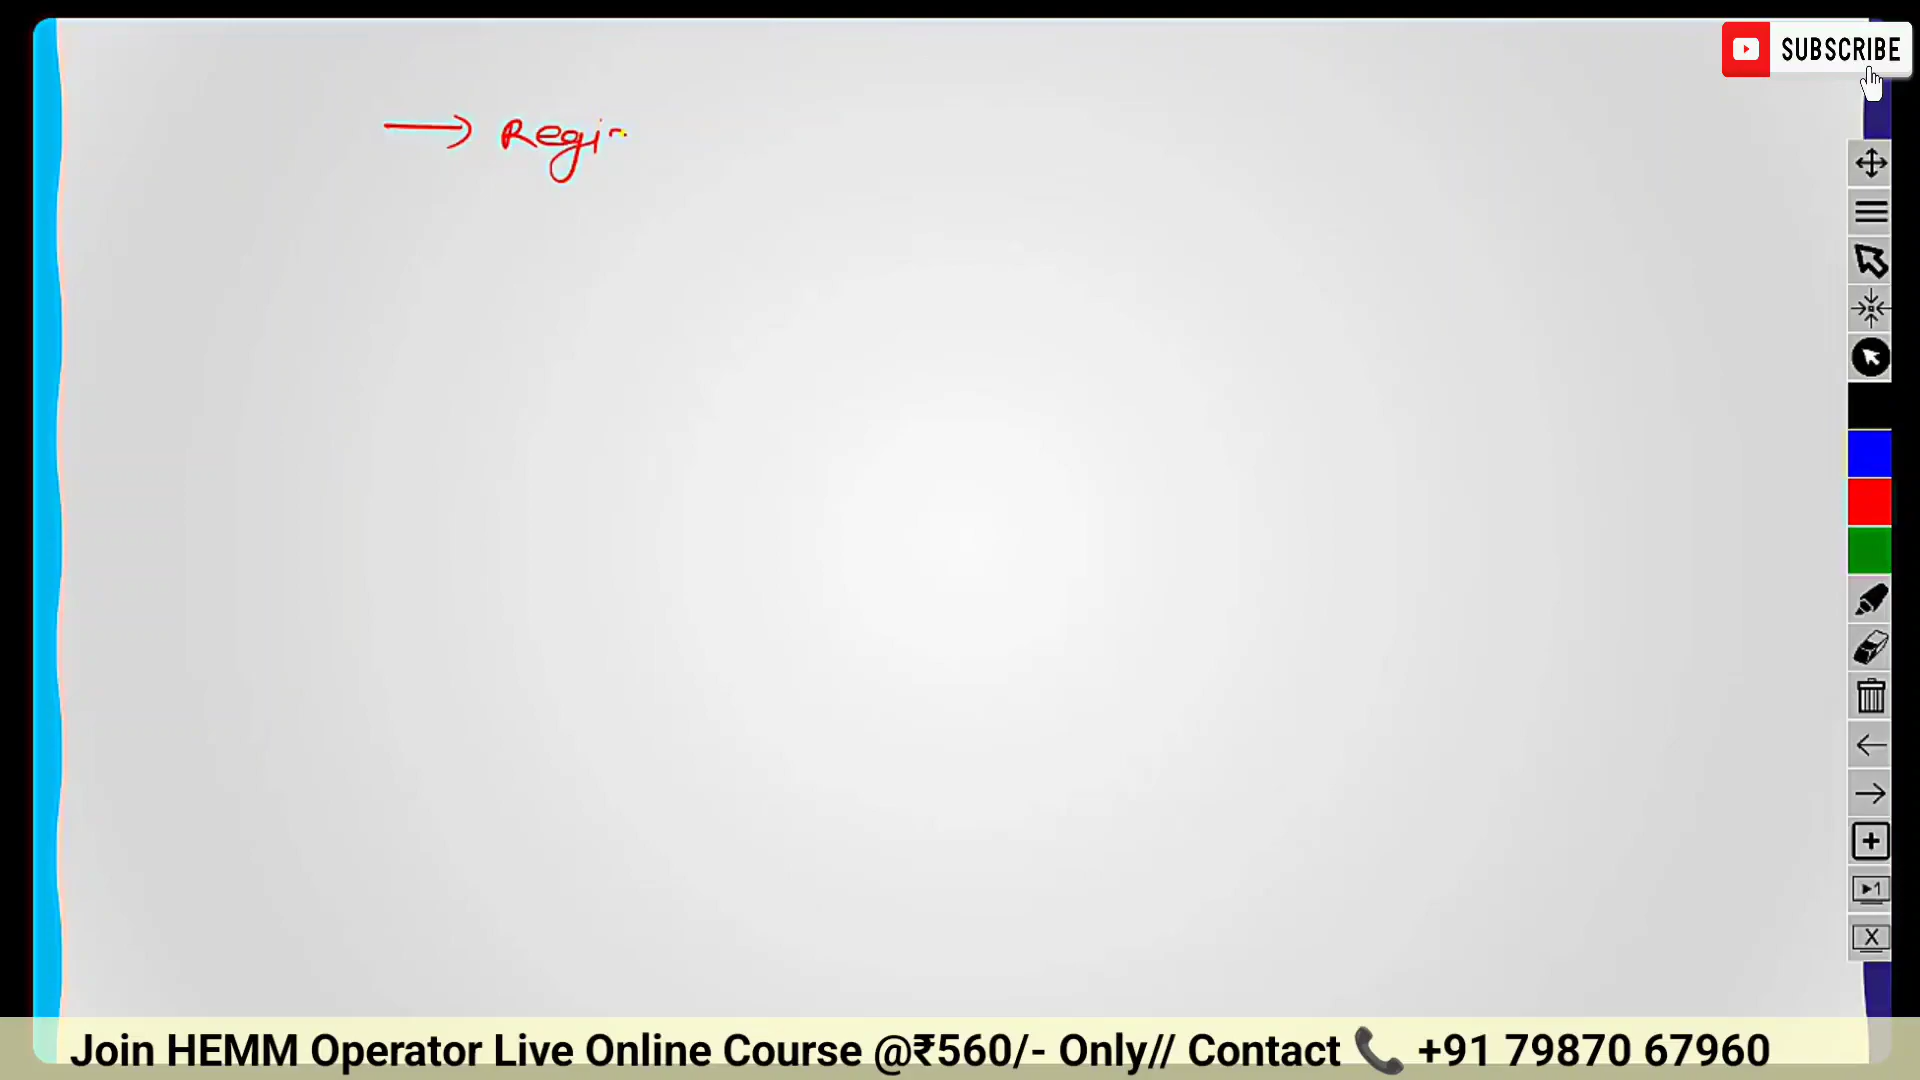 SUBSCRIBE
→ Regi
Join HEMM Operator Live Online Course @₹560/- Only// Contact 📞 +91 79870 67960